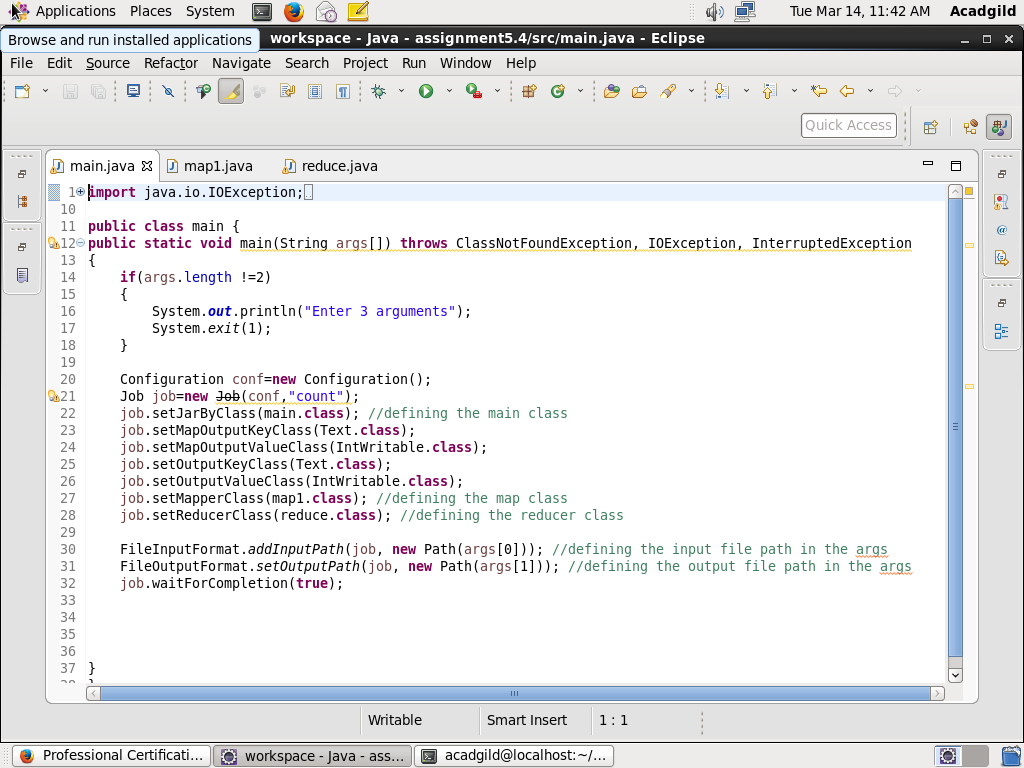 Applications Places System Tue Mar 14, 11:42 AM Acadgild
Browse and run installed applications
workspace - Java - assignment5.4/src/main.java - Eclipse
File Edit Source Refactor Navigate Search Project Run Window Help
Quick Access
main.java map1.java reduce.java
1 import java.io.IOException;
10
11 public class main {
12 public static void main(String args[]) throws ClassNotFoundException, IOException, InterruptedException
13 {
14 if(args.length !=2)
15 {
16 System.out.println("Enter 3 arguments");
17 System.exit(1);
18 }
19
20 Configuration conf=new Configuration();
21 Job job=new Job(conf,"count");
22 job.setJarByClass(main.class); //defining the main class
23 job.setMapOutputKeyClass(Text.class);
24 job.setMapOutputValueClass(IntWritable.class);
25 job.setOutputKeyClass(Text.class);
26 job.setOutputValueClass(IntWritable.class);
27 job.setMapperClass(map1.class); //defining the map class
28 job.setReducerClass(reduce.class); //defining the reducer class
29
30 FileInputFormat.addInputPath(job, new Path(args[0])); //defining the input file path in the args
31 FileOutputFormat.setOutputPath(job, new Path(args[1])); //defining the output file path in the args
32 job.waitForCompletion(true);
33
34
35
36
37 }
Writable Smart Insert 1 : 1
Professional Certificati... workspace - Java - ass... acadgild@localhost:~/...